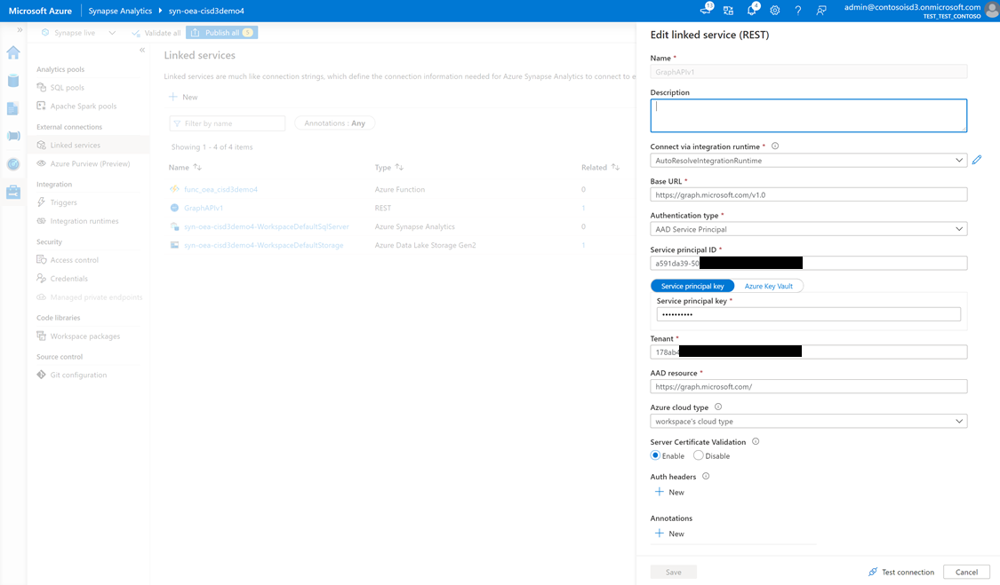 Microsoft Azure
Synapse Analytics
syn-oea-cisd3demo4
13
4
admin@contosoisd3.onmicrosoft.com
TEST_TEST_CONTOSO
Synapse live
Validate all
Publish all
Analytics pools
SQL pools
Apache Spark pools
External connections
Linked services
Azure Purview (Preview)
Integration
Triggers
Integration runtimes
Security
Access control
Credentials
Managed private endpoints
Code libraries
Workspace packages
Source control
Git configuration
Linked services
Linked services are much like connection strings, which define the connection information needed for Azure Synapse Analytics to connect to e
New
Filter by name
Annotations : Any
Showing 1 - 4 of 4 items
Name Type Related
func_oea_cisd3demo4 Azure Function 0
GraphAPIv1 REST 1
syn-oea-cisd3demo4-WorkspaceDefaultSqlServer Azure Synapse Analytics 0
syn-oea-cisd3demo4-WorkspaceDefaultStorage Azure Data Lake Storage Gen2 1
Edit linked service (REST)
Name *
GraphAPIv1
Description
Connect via integration runtime *
AutoResolveIntegrationRuntime
Base URL *
https://graph.microsoft.com/v1.0
Authentication type *
AAD Service Principal
Service principal ID *
a591da39-50
Service principal key
Azure Key Vault
Service principal key *
••••••••••
Tenant *
178ab4
AAD resource *
https://graph.microsoft.com/
Azure cloud type
workspace's cloud type
Server Certificate Validation
Enable
Disable
Auth headers
New
Annotations
New
Save
Test connection
Cancel